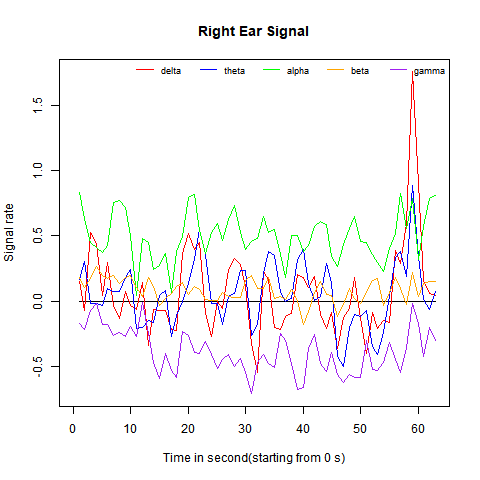 Right Ear Signal
delta theta alpha beta gamma
Signal rate
1.5
1.0
0.5
0.0
-0.5
0 10 20 30 40 50 60
Time in second(starting from 0 s)